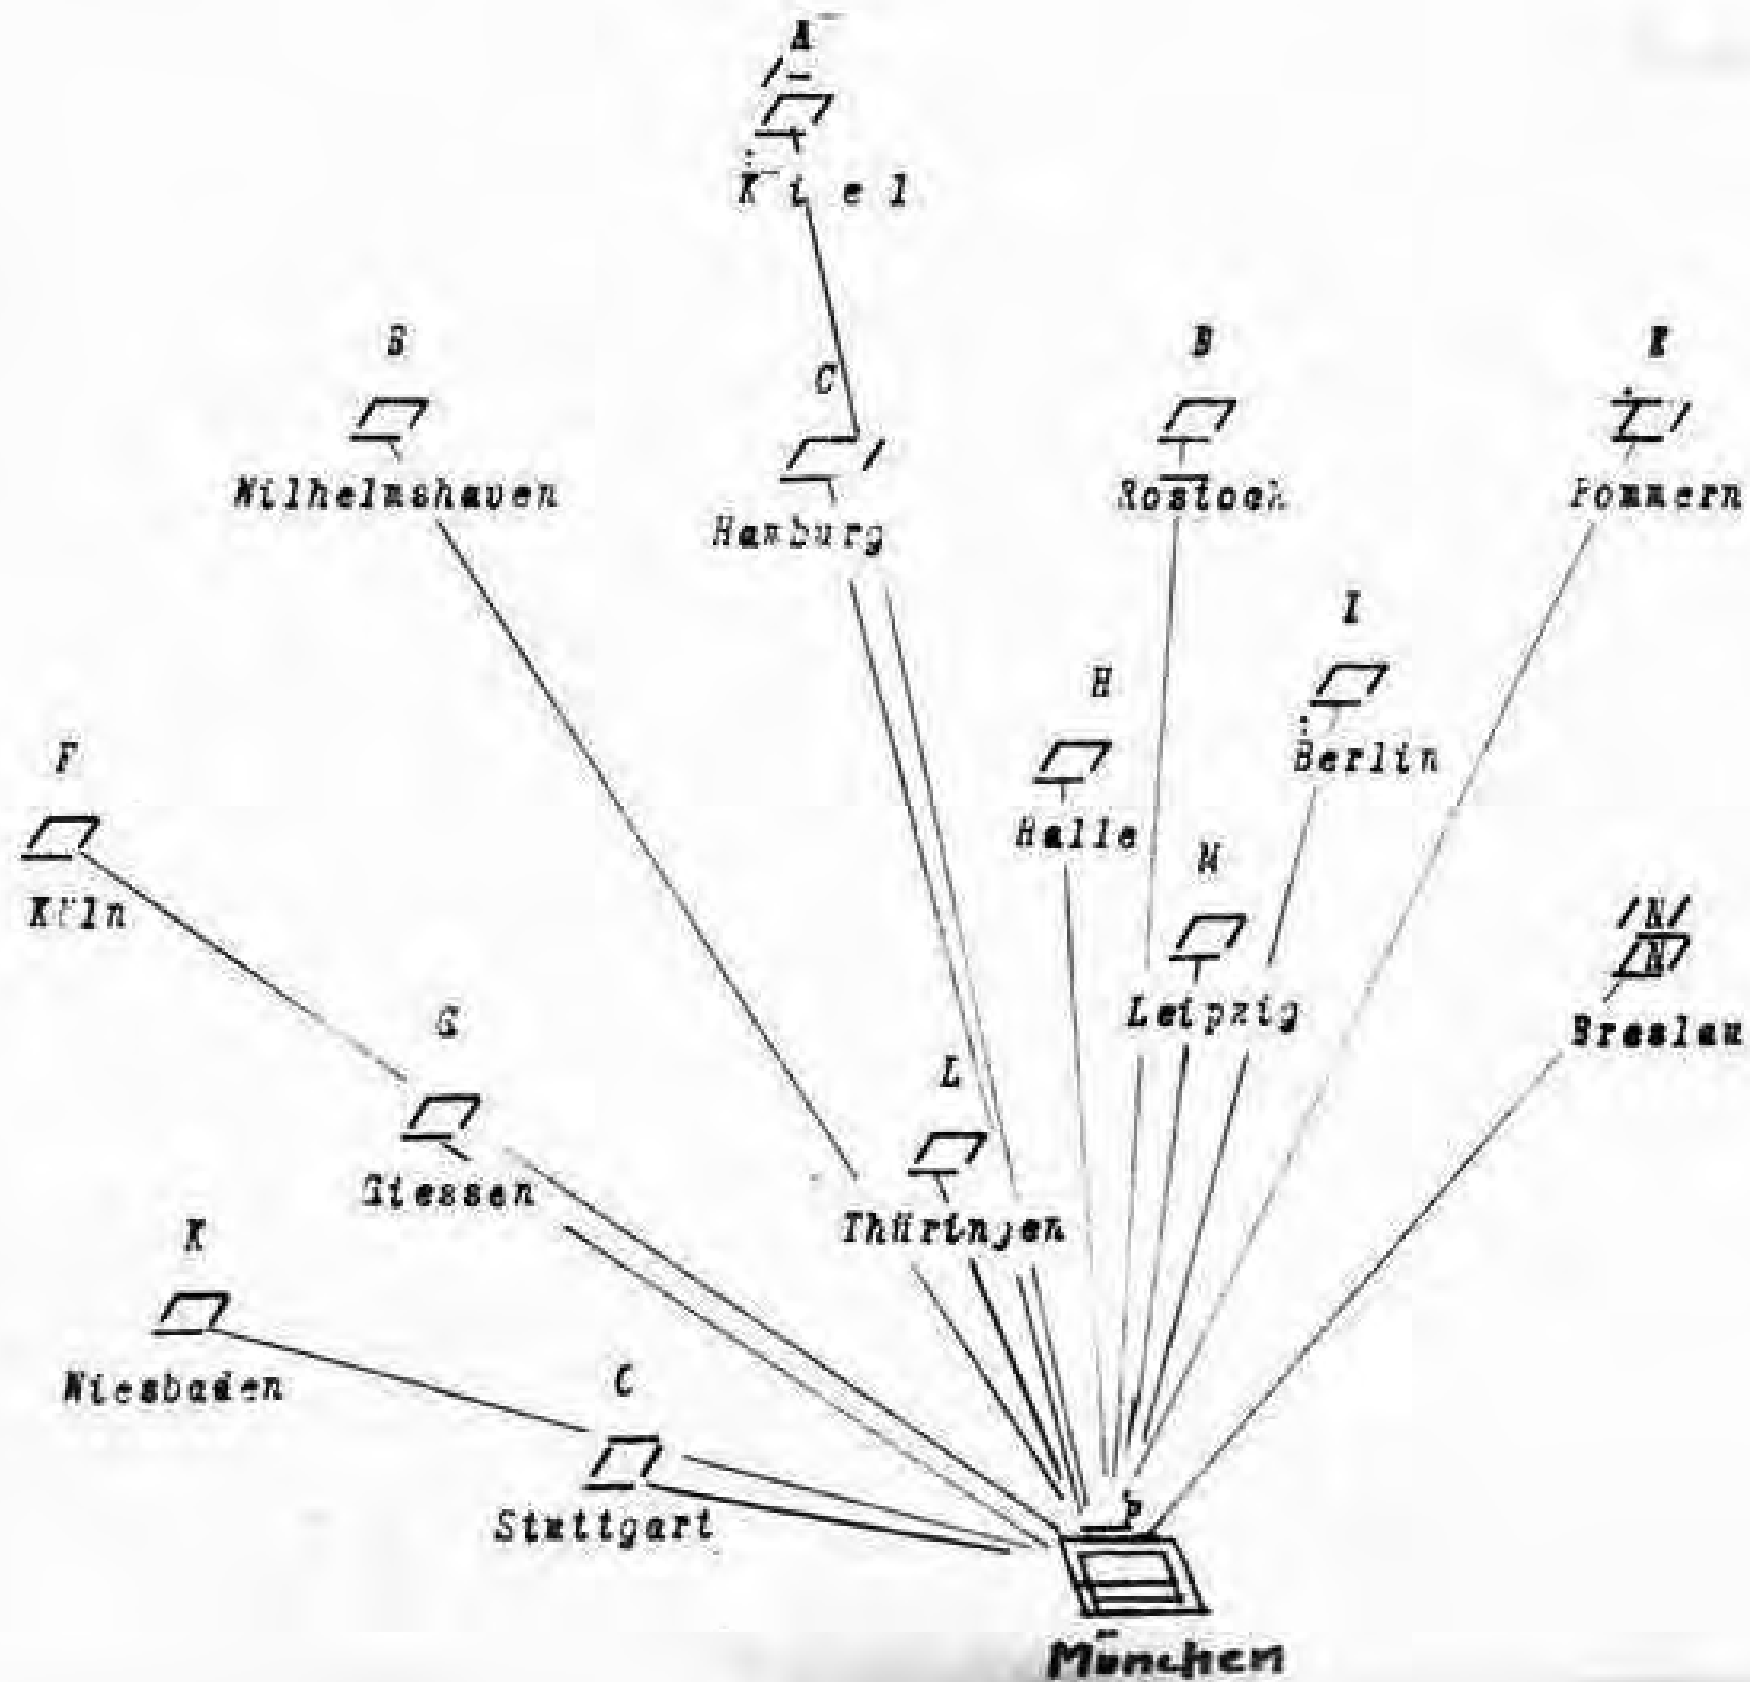 A
Kiel
C
Hamburg
Wilhelmshaven
Rostock
Pommern
I
Berlin
H
Halle
M
Leipzig
F
Köln
/N/
N
Breslau
G
Giessen
L
Thüringen
K
Wiesbaden
C
Stuttgart
P
München